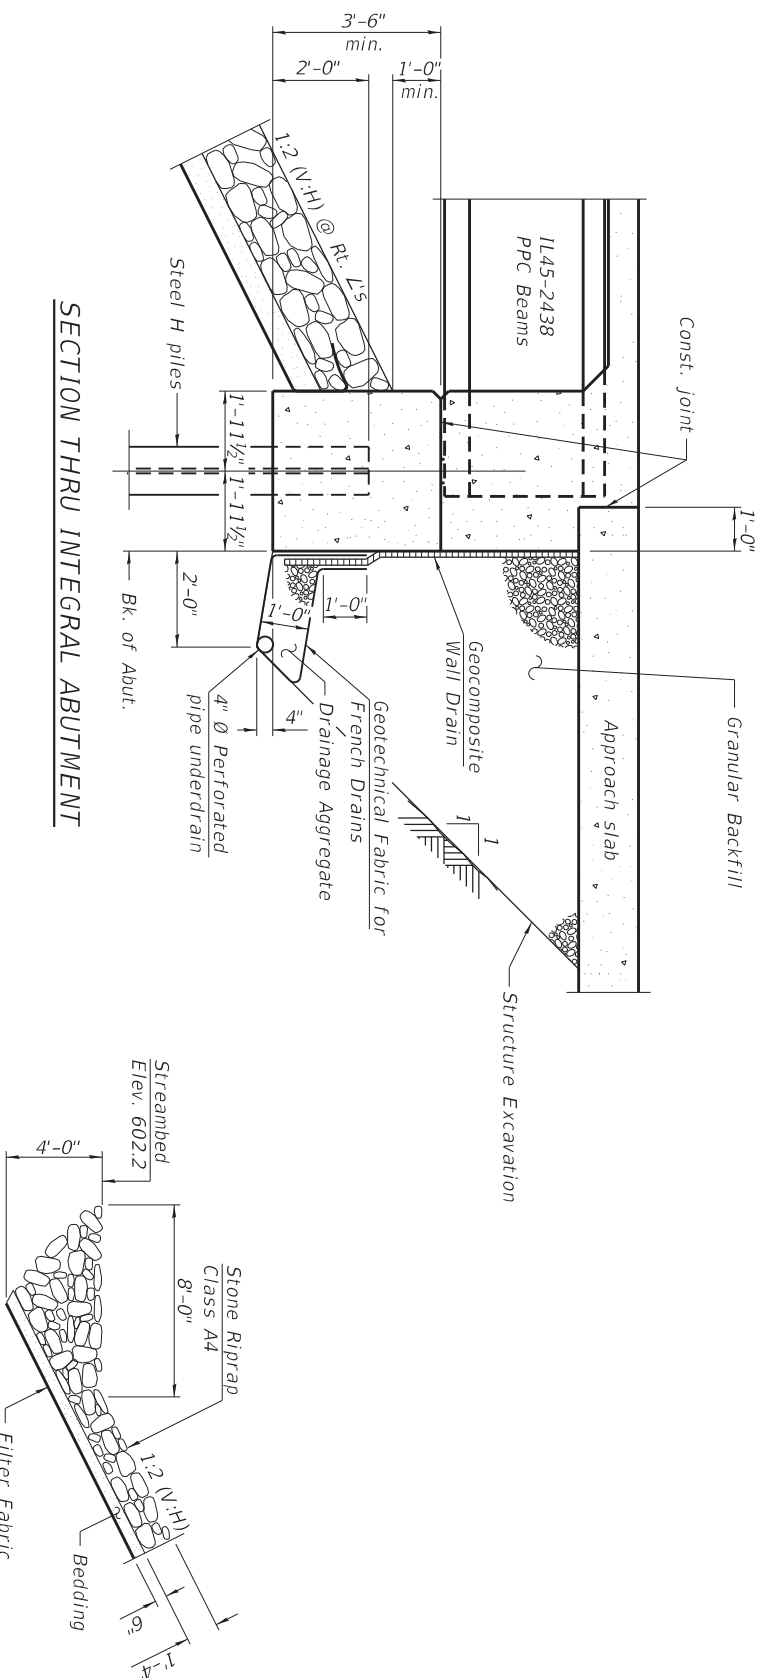 3'-6"
min.
2'-0"
1'-0"
min.
1:2 (V:H) @ Rt. L's
IL45-2438
PPC Beams
Const. joint
1'-0"
Steel H piles
1'-11½"
1'-11½"
Bk. of Abut.
2'-0"
1'-0"
1'-0"
4"
4" Ø Perforated
pipe underdrain
Geotechnical Fabric for
French Drains
Drainage Aggregate
Geocomposite
Wall Drain
Granular Backfill
Approach slab
1
1
Structure Excavation
SECTION THRU INTEGRAL ABUTMENT
Streambed
Elev. 602.2
4'-0"
8'-0"
Stone Riprap
Class A4
1:2 (V:H)
Bedding
Filter Fabric
6"
1'-4